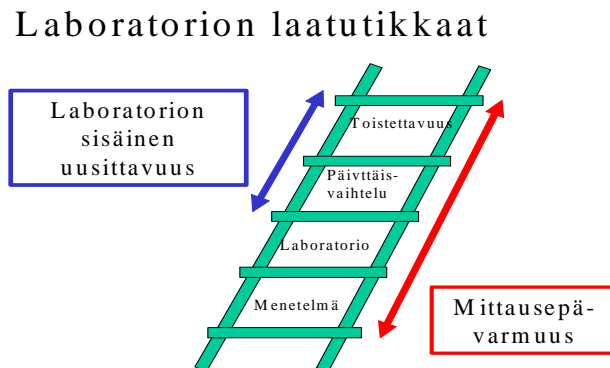 Laboratorion laatutikkaat
Laboratorion
sisäinen
uusittavuus
Toistettavuus
Päivttäis-
vaihtelu
Laboratorio
Menetelmä
Mittausepä-
varmuus